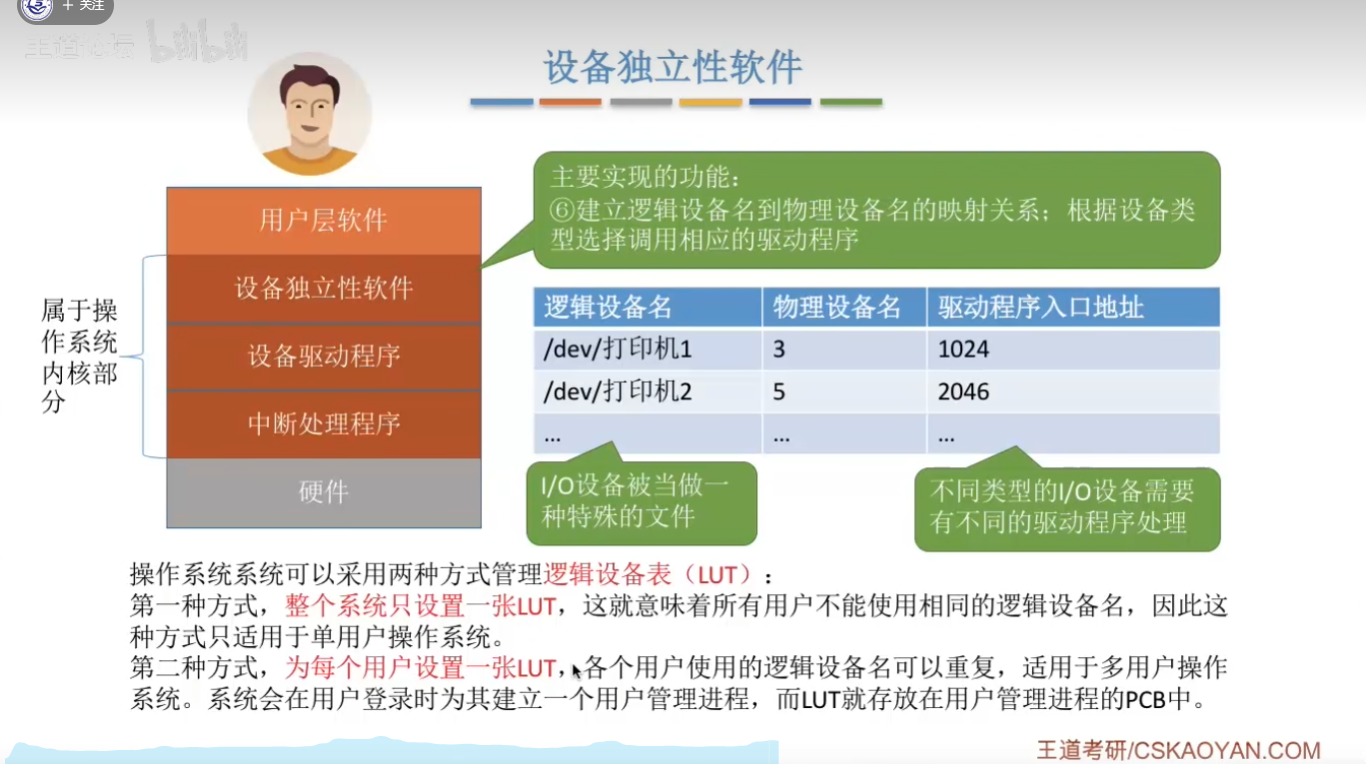 + 关注
王道论坛 bilibili
设备独立性软件
主要实现的功能：
⑥建立逻辑设备名到物理设备名的映射关系；根据设备类
型选择调用相应的驱动程序
用户层软件
设备独立性软件
设备驱动程序
中断处理程序
硬件
属于操
作系统
内核部
分
逻辑设备名 物理设备名 驱动程序入口地址
/dev/打印机1 3 1024
/dev/打印机2 5 2046
... ... ...
I/O设备被当做一
种特殊的文件
不同类型的I/O设备需要
有不同的驱动程序处理
操作系统系统可以采用两种方式管理逻辑设备表（LUT）：
第一种方式，整个系统只设置一张LUT，这就意味着所有用户不能使用相同的逻辑设备名，因此这
种方式只适用于单用户操作系统。
第二种方式，为每个用户设置一张LUT，各个用户使用的逻辑设备名可以重复，适用于多用户操作
系统。系统会在用户登录时为其建立一个用户管理进程，而LUT就存放在用户管理进程的PCB中。
王道考研/CSKAOYAN.COM